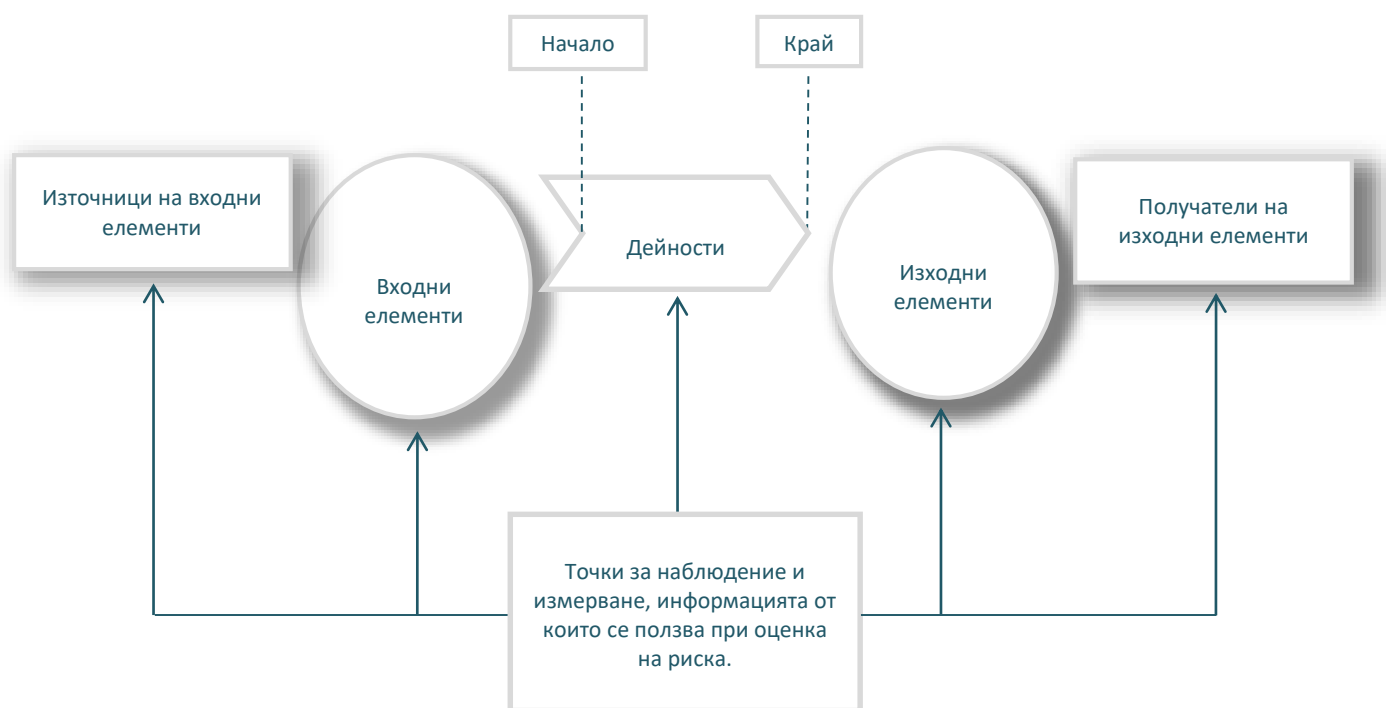 Начало
Край
Източници на входни
елементи
Входни
елементи
Дейности
Изходни
елементи
Получатели на
изходни елементи
Точки за наблюдение и
измерване, информацията от
които се ползва при оценка
на риска.